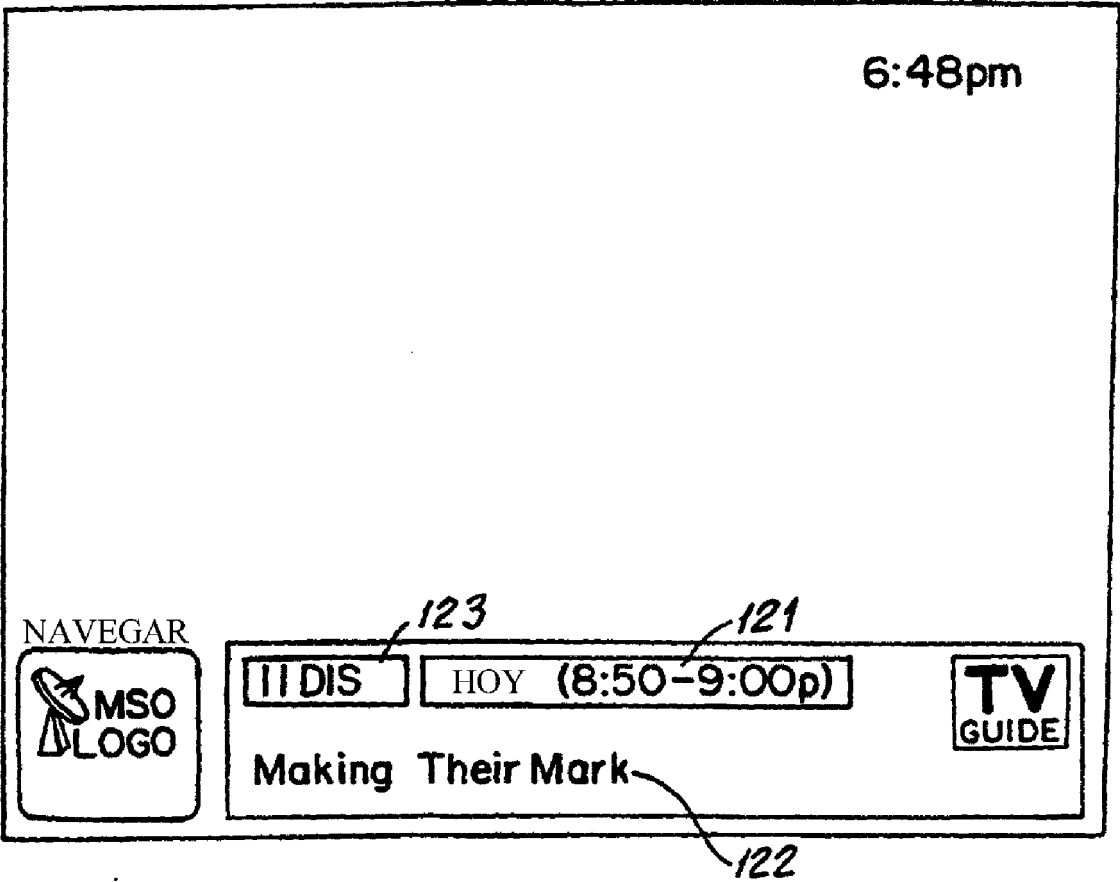 6:48pm
NAVEGAR
123
121
11 DIS
HOY (8:50-9:00p)
TV
GUIDE
MSO
LOGO
Making Their Mark
122